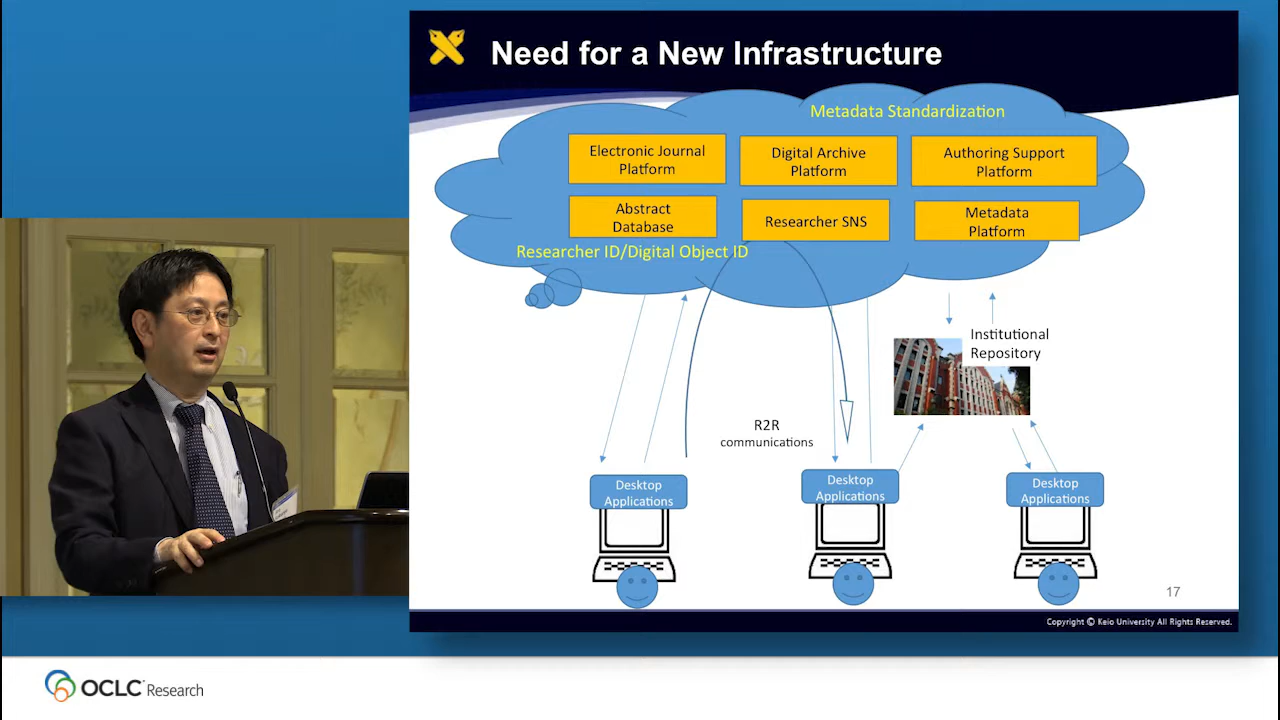 Need for a New Infrastructure
Metadata Standardization
Electronic Journal
Platform
Digital Archive
Platform
Authoring Support
Platform
Abstract
Database
Researcher SNS
Metadata
Platform
Researcher ID/Digital Object ID
Institutional
Repository
R2R
communications
Desktop
Applications
Desktop
Applications
Desktop
Applications
17
Copyright © Keio University All Rights Reserved.
OCLC Research